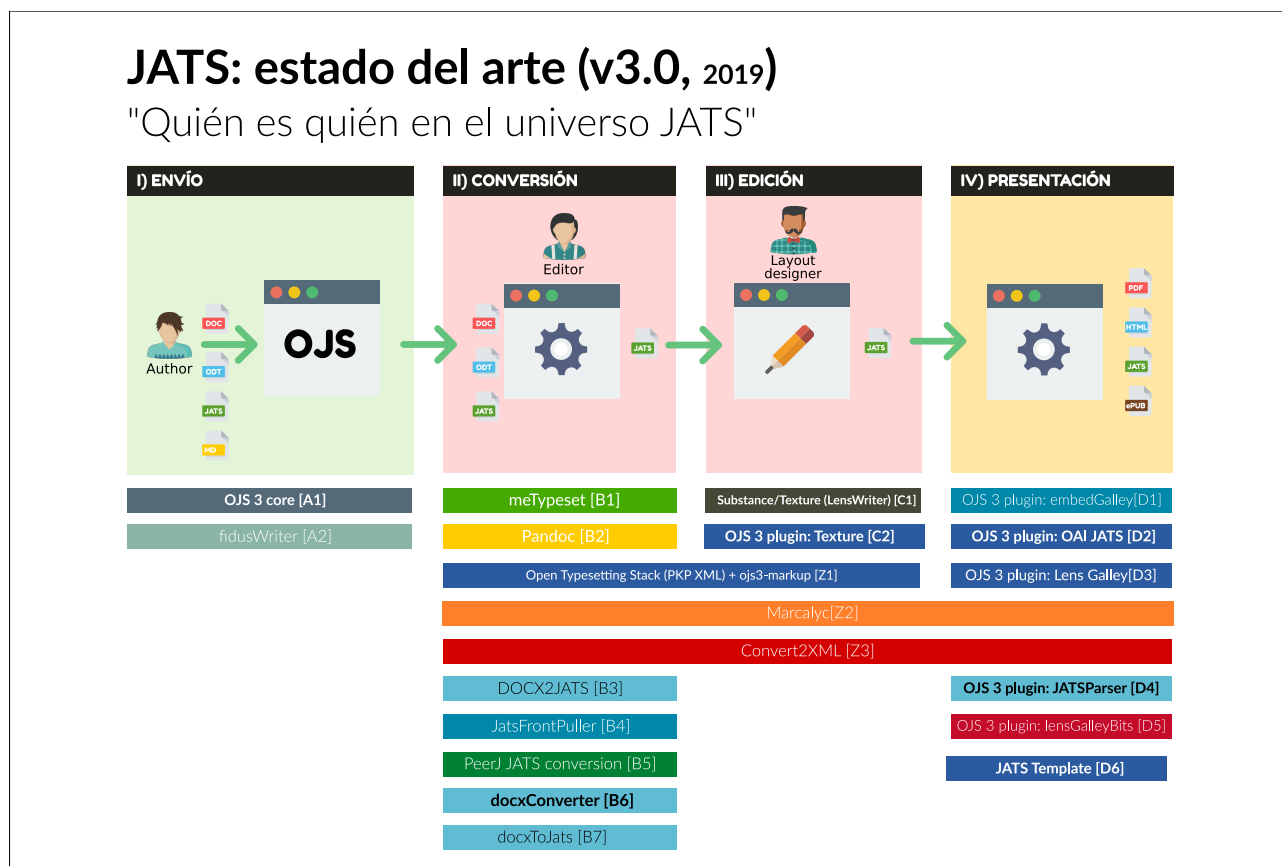 JATS: estado del arte (v3.0, 2019)
"Quién es quién en el universo JATS"
I) ENVÍO
Author
DOC
ODT
JATS
MD
OJS
II) CONVERSIÓN
Editor
DOC
ODT
JATS
JATS
III) EDICIÓN
Layout
designer
JATS
IV) PRESENTACIÓN
PDF
HTML
JATS
ePUB
OJS 3 core [A1]
meTypeset [B1]
Substance/Texture (LensWriter) [C1]
OJS 3 plugin: embedGalley[D1]
fidusWriter [A2]
Pandoc [B2]
OJS 3 plugin: Texture [C2]
OJS 3 plugin: OAI JATS [D2]
Open Typesetting Stack (PKP XML) + ojs3-markup [Z1]
OJS 3 plugin: Lens Galley[D3]
Marcalyc[Z2]
Convert2XML [Z3]
DOCX2JATS [B3]
OJS 3 plugin: JATSParser [D4]
JatsFrontPuller [B4]
OJS 3 plugin: lensGalleyBits [D5]
PeerJ JATS conversion [B5]
JATS Template [D6]
docxConverter [B6]
docxToJats [B7]